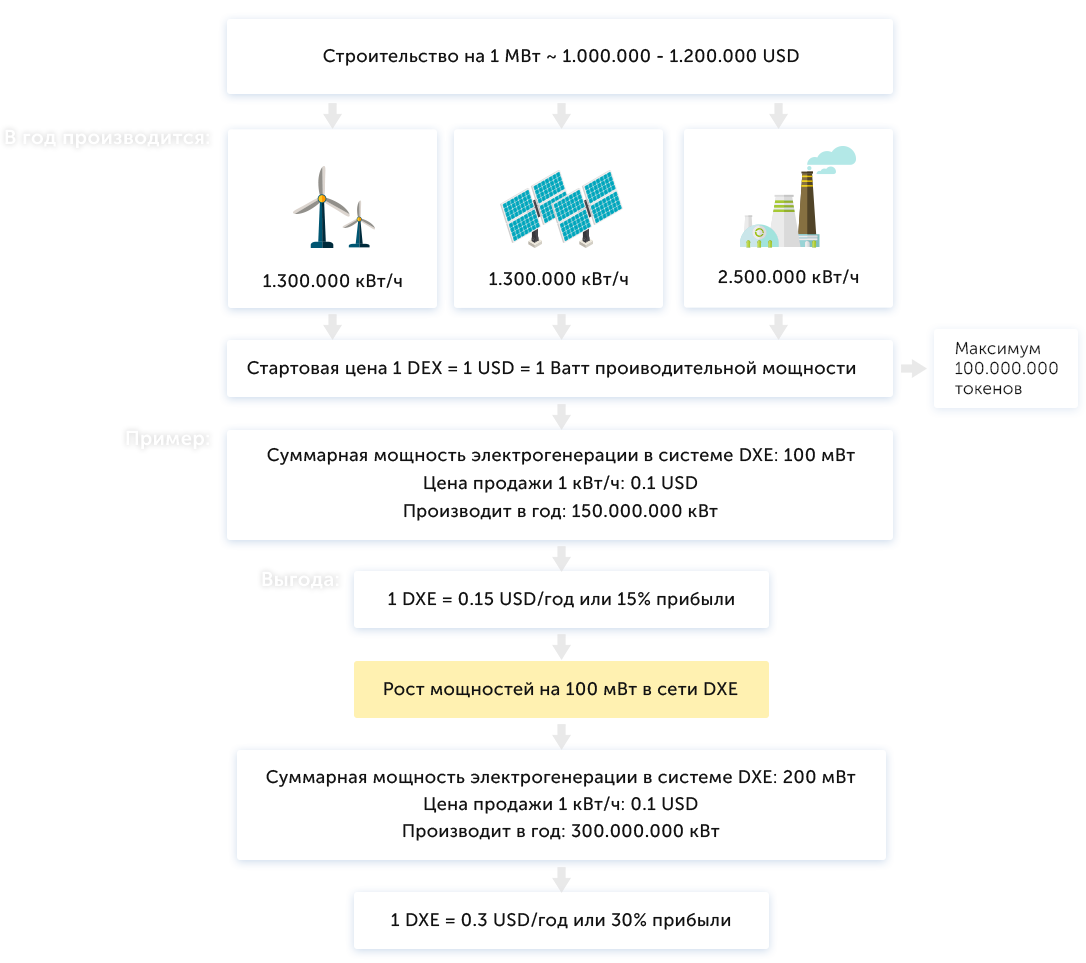 Строительство на 1 МВт ~ 1.000.000 - 1.200.000 USD
В год производится:
1.300.000 кВт/ч
1.300.000 кВт/ч
2.500.000 кВт/ч
Стартовая цена 1 DEX = 1 USD = 1 Ватт проиводительной мощности
Максимум
100.000.000
токенов
Пример:
Суммарная мощность электрогенерации в системе DXE: 100 мВт
Цена продажи 1 кВт/ч: 0.1 USD
Производит в год: 150.000.000 кВт
Выгода:
1 DXE = 0.15 USD/год или 15% прибыли
Рост мощностей на 100 мВт в сети DXE
Суммарная мощность электрогенерации в системе DXE: 200 мВт
Цена продажи 1 кВт/ч: 0.1 USD
Производит в год: 300.000.000 кВт
1 DXE = 0.3 USD/год или 30% прибыли